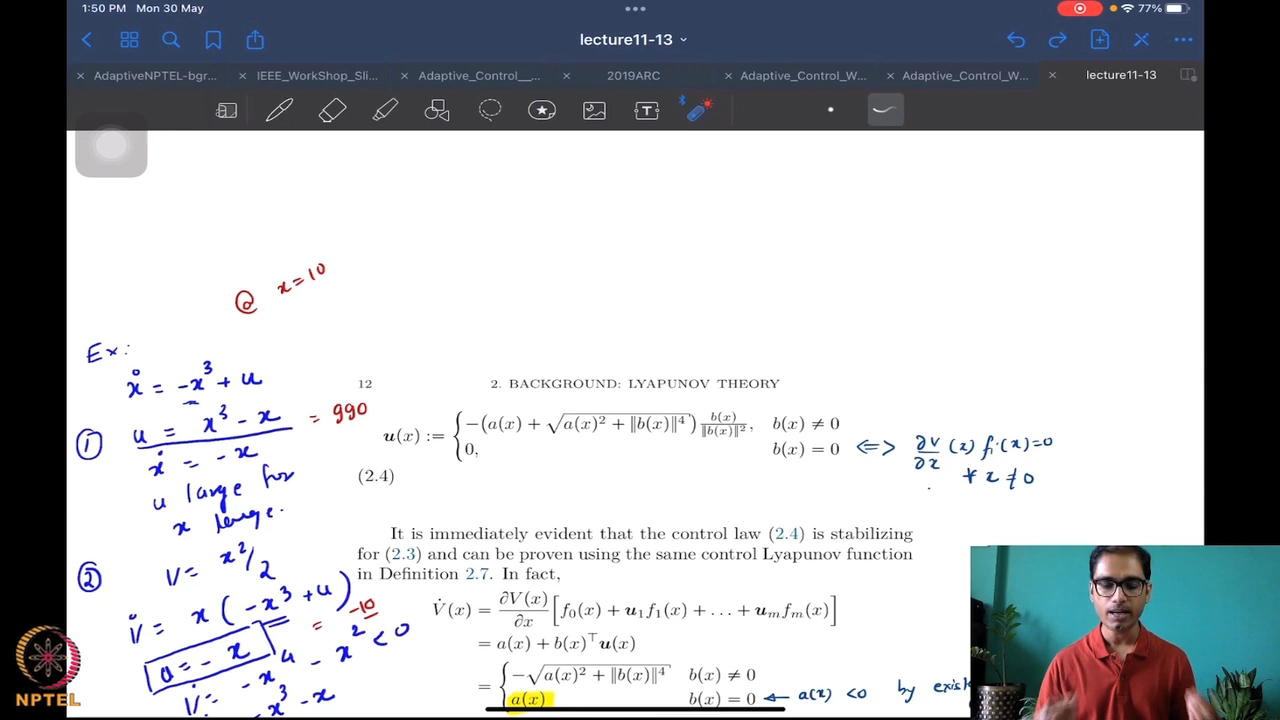 1:50 PM Mon 30 May
77%
lecture11-13
AdaptiveNPTEL-bgr...
IEEE_WorkShop_Sli...
Adaptive_Control__...
2019ARC
Adaptive_Control_W...
Adaptive_Control_W...
lecture11-13
@ x = 10
Ex:
ẋ = -x³ + u
① u = x³ - x = 990
ẋ = -x
u large for
x large.
② V = x²/2
V̇ = x(-x³ + u)
u = -x = -10
V̇ = -x⁴ - x² < 0
-x³ - x
12 2. BACKGROUND: LYAPUNOV THEORY
u(x) := { -(a(x) + √(a(x)² + ‖b(x)‖⁴)) b(x)/‖b(x)‖², b(x) ≠ 0
0, b(x) = 0 ⟺ ∂V/∂x (x) fᵢ(x) = 0
∀ x ≠ 0
(2.4)
It is immediately evident that the control law (2.4) is stabilizing
for (2.3) and can be proven using the same control Lyapunov function
in Definition 2.7. In fact,
V̇(x) = ∂V(x)/∂x [f₀(x) + u₁f₁(x) + . . . + uₘfₘ(x)]
= a(x) + b(x)⊤u(x)
= { -√(a(x)² + ‖b(x)‖⁴) b(x) ≠ 0
a(x) b(x) = 0 ← a(x) < 0 by
NPTEL